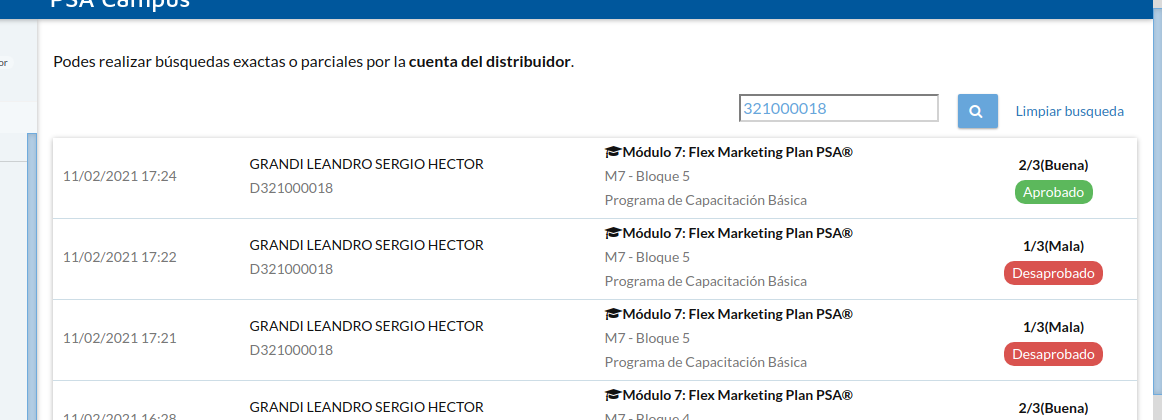 PSA Campus
or
Podes realizar búsquedas exactas o parciales por la cuenta del distribuidor.
321000018
Limpiar busqueda
11/02/2021 17:24
GRANDI LEANDRO SERGIO HECTOR
D321000018
Módulo 7: Flex Marketing Plan PSA®
M7 - Bloque 5
Programa de Capacitación Básica
2/3(Buena)
Aprobado
11/02/2021 17:22
GRANDI LEANDRO SERGIO HECTOR
D321000018
Módulo 7: Flex Marketing Plan PSA®
M7 - Bloque 5
Programa de Capacitación Básica
1/3(Mala)
Desaprobado
11/02/2021 17:21
GRANDI LEANDRO SERGIO HECTOR
D321000018
Módulo 7: Flex Marketing Plan PSA®
M7 - Bloque 5
Programa de Capacitación Básica
1/3(Mala)
Desaprobado
11/02/2021 16:28
GRANDI LEANDRO SERGIO HECTOR
Módulo 7: Flex Marketing Plan PSA®
M7 - Bloque 4
2/3(Buena)